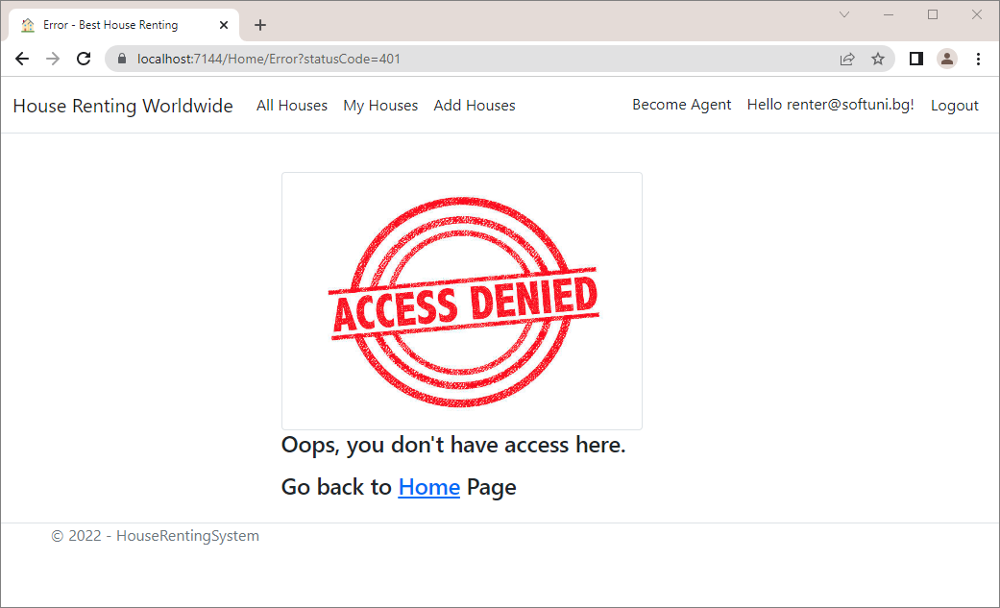 Error - Best House Renting
localhost:7144/Home/Error?statusCode=401
House Renting Worldwide All Houses My Houses Add Houses Become Agent Hello renter@softuni.bg! Logout
ACCESS DENIED
Oops, you don't have access here.
Go back to Home Page
© 2022 - HouseRentingSystem